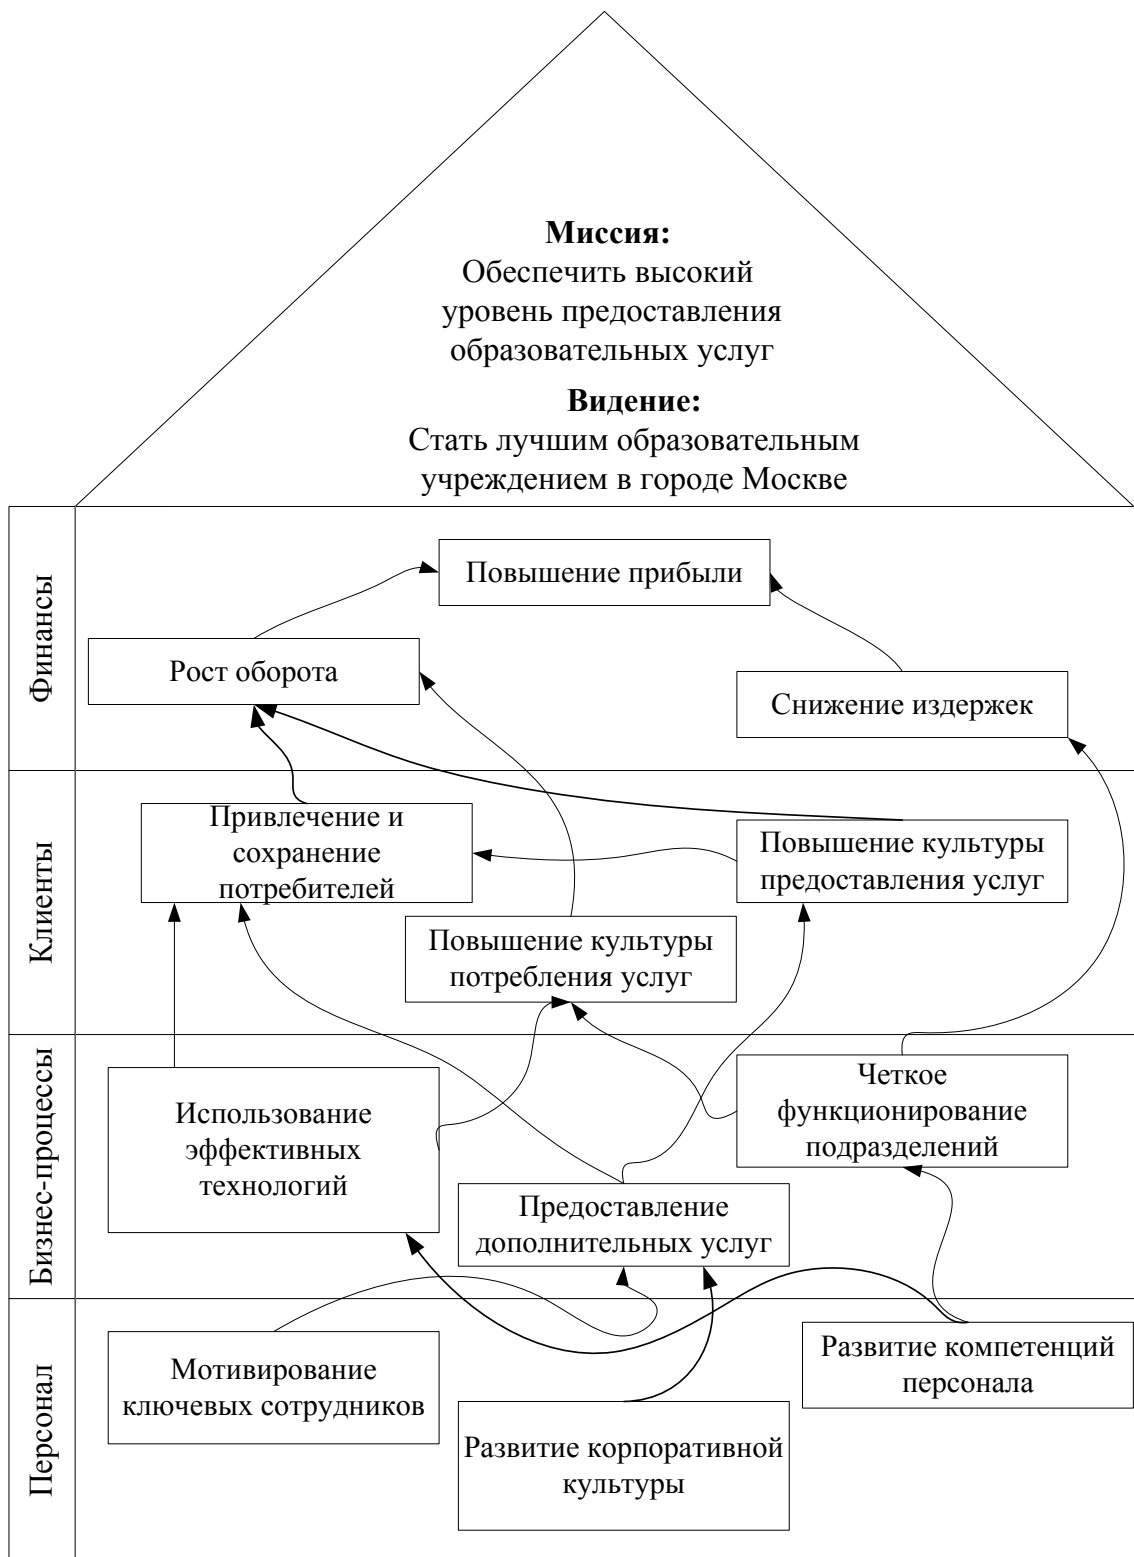 Миссия:
Обеспечить высокий
уровень предоставления
образовательных услуг
Видение:
Стать лучшим образовательным
учреждением в городе Москве
Финансы
Повышение прибыли
Рост оборота
Снижение издержек
Клиенты
Привлечение и
сохранение
потребителей
Повышение культуры
предоставления услуг
Повышение культуры
потребления услуг
Бизнес-процессы
Использование
эффективных
технологий
Четкое
функционирование
подразделений
Предоставление
дополнительных услуг
Персонал
Мотивирование
ключевых сотрудников
Развитие компетенций
персонала
Развитие корпоративной
культуры